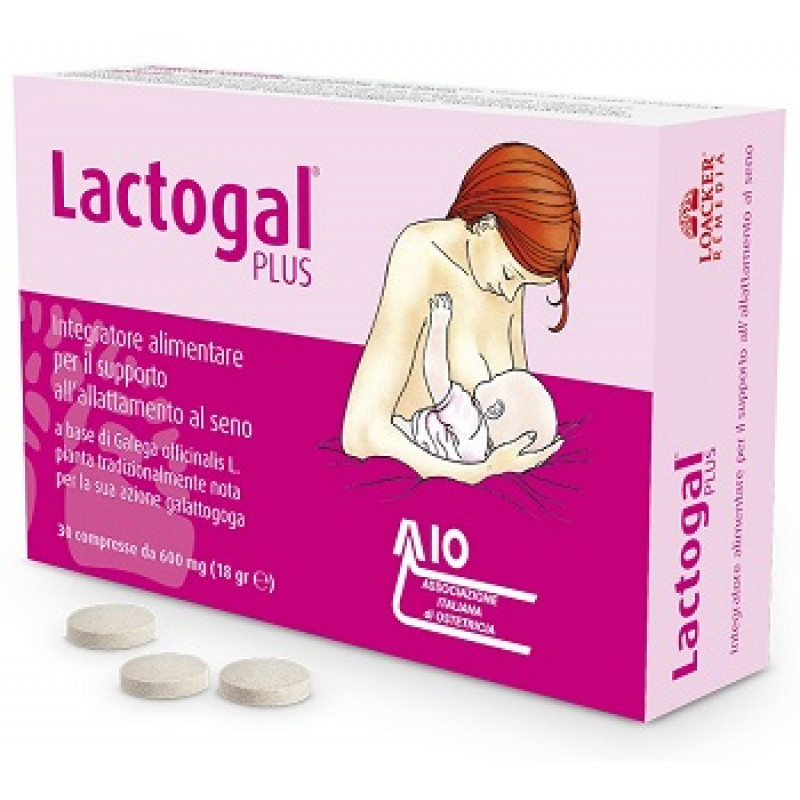 Lactogal®
PLUS
Integratore alimentare
per il supporto
all'allattamento al seno
a base di Galega officinalis L.
pianta tradizionalmente nota
per la sua azione galattogoga
30 compresse da 600 mg (18 gr ℮)
AIO
ASSOCIAZIONE
ITALIANA
di OSTETRICIA
LOACKER®
REMEDIA
Lactogal®
PLUS
integratore alimentare per il supporto all'allattamento al seno